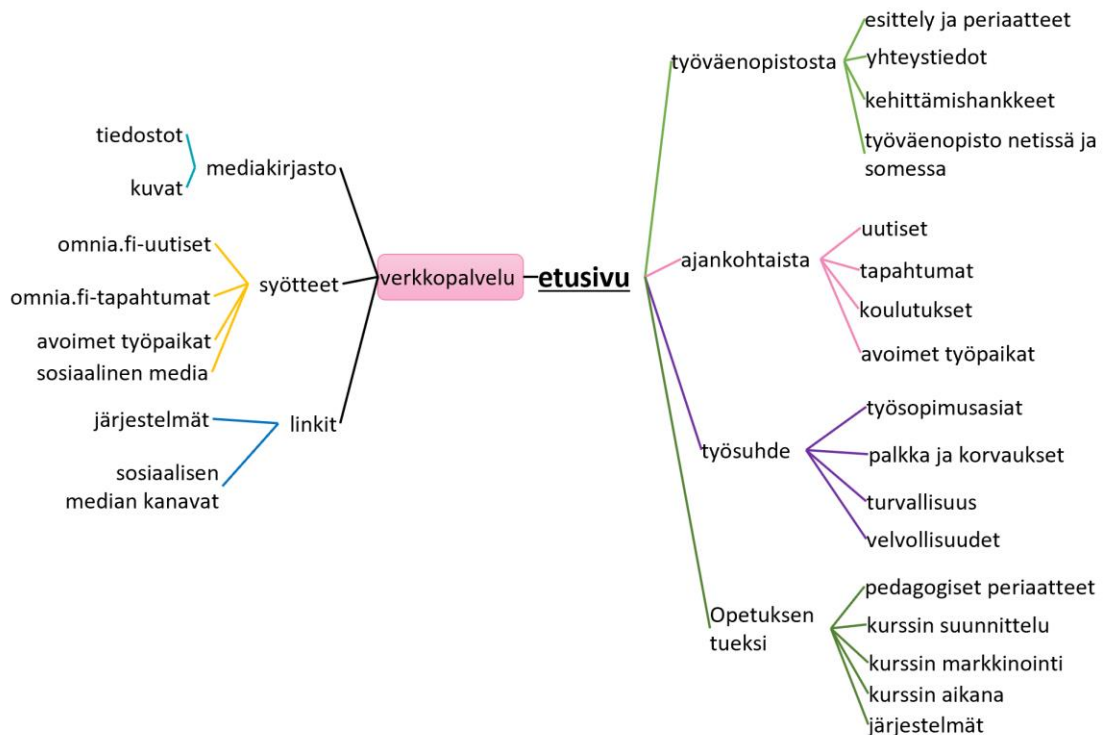 tiedostot
kuvat
mediakirjasto
omnia.fi-uutiset
omnia.fi-tapahtumat
avoimet työpaikat
sosiaalinen media
syötteet
järjestelmät
sosiaalisen
median kanavat
linkit
verkkopalvelu
etusivu
työväenopistosta
esittely ja periaatteet
yhteystiedot
kehittämishankkeet
työväenopisto netissä ja
somessa
ajankohtaista
uutiset
tapahtumat
koulutukset
avoimet työpaikat
työsuhde
työsopimusasiat
palkka ja korvaukset
turvallisuus
velvollisuudet
Opetuksen
tueksi
pedagogiset periaatteet
kurssin suunnittelu
kurssin markkinointi
kurssin aikana
järjestelmät